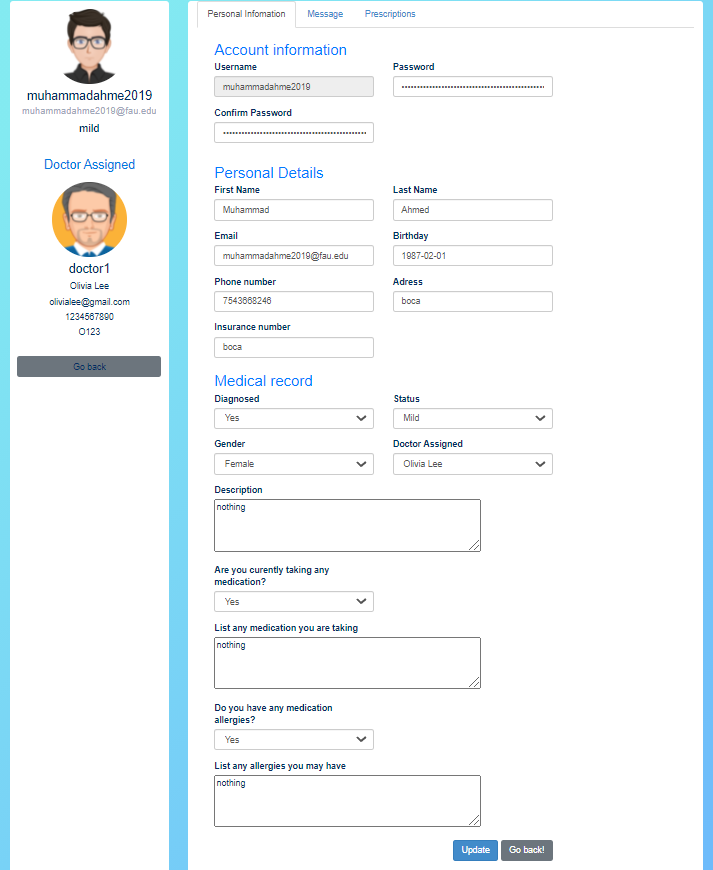 muhammadahme2019
muhammadahme2019@fau.edu
mild
Doctor Assigned
doctor1
Olivia Lee
olivialee@gmail.com
1234567890
O123
Go back
Personal Infomation Message Prescriptions
Account information
Username Password
muhammadahme2019
Confirm Password
Personal Details
First Name Last Name
Muhammad Ahmed
Email Birthday
muhammadahme2019@fau.edu 1987-02-01
Phone number Adress
7543668246 boca
Insurance number
boca
Medical record
Diagnosed Status
Yes Mild
Gender Doctor Assigned
Female Olivia Lee
Description
nothing
Are you curently taking any
medication?
Yes
List any medication you are taking
nothing
Do you have any medication
allergies?
Yes
List any allergies you may have
nothing
Update Go back!